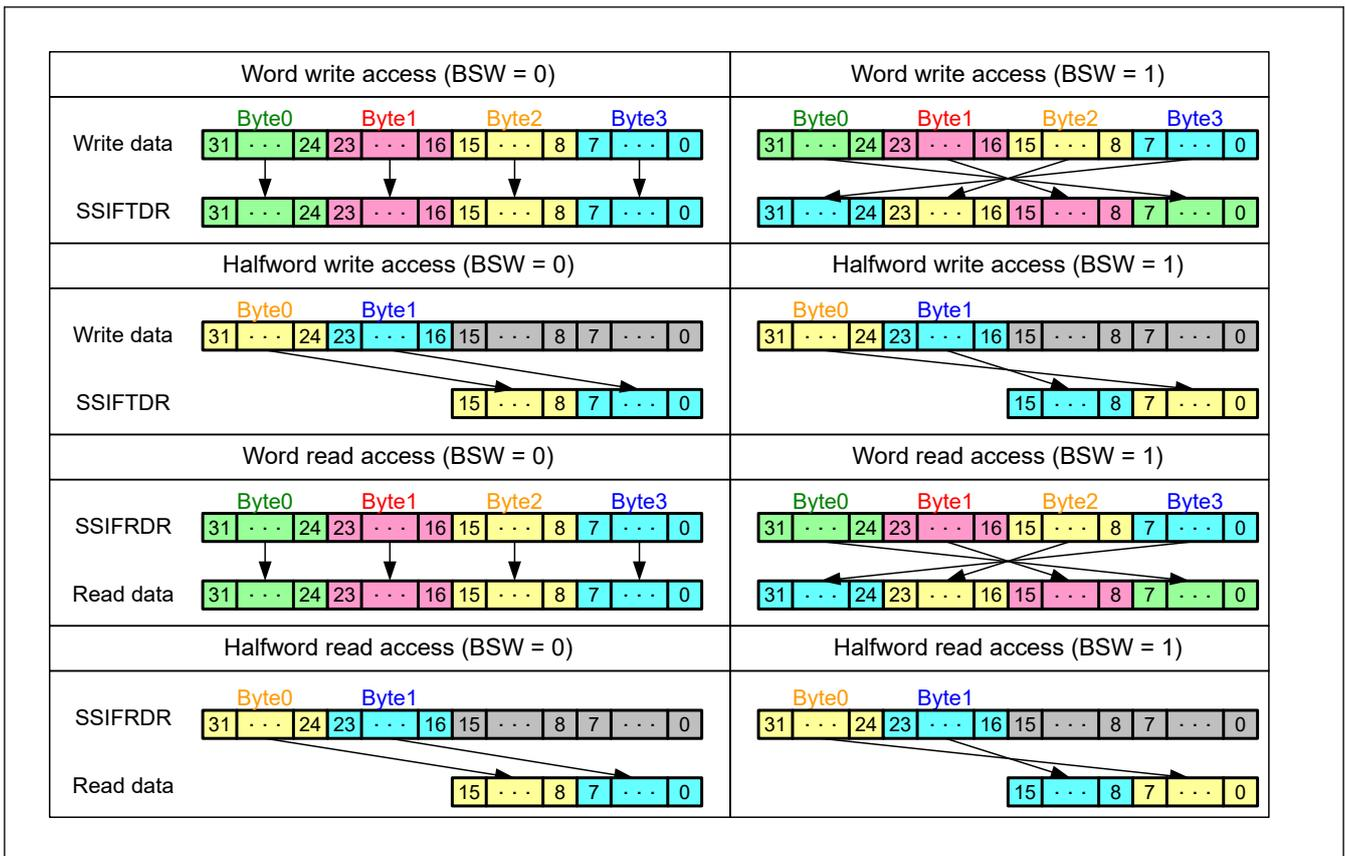 Word write access (BSW = 0)
Word write access (BSW = 1)
Byte0 Byte1 Byte2 Byte3
Write data 31 ... 24 23 ... 16 15 ... 8 7 ... 0
SSIFTDR 31 ... 24 23 ... 16 15 ... 8 7 ... 0
Byte0 Byte1 Byte2 Byte3
31 ... 24 23 ... 16 15 ... 8 7 ... 0
31 ... 24 23 ... 16 15 ... 8 7 ... 0
Halfword write access (BSW = 0)
Halfword write access (BSW = 1)
Byte0 Byte1
Write data 31 ... 24 23 ... 16 15 ... 8 7 ... 0
SSIFTDR 15 ... 8 7 ... 0
Byte0 Byte1
31 ... 24 23 ... 16 15 ... 8 7 ... 0
15 ... 8 7 ... 0
Word read access (BSW = 0)
Word read access (BSW = 1)
Byte0 Byte1 Byte2 Byte3
SSIFRDR 31 ... 24 23 ... 16 15 ... 8 7 ... 0
Read data 31 ... 24 23 ... 16 15 ... 8 7 ... 0
Byte0 Byte1 Byte2 Byte3
31 ... 24 23 ... 16 15 ... 8 7 ... 0
31 ... 24 23 ... 16 15 ... 8 7 ... 0
Halfword read access (BSW = 0)
Halfword read access (BSW = 1)
Byte0 Byte1
SSIFRDR 31 ... 24 23 ... 16 15 ... 8 7 ... 0
Read data 15 ... 8 7 ... 0
Byte0 Byte1
31 ... 24 23 ... 16 15 ... 8 7 ... 0
15 ... 8 7 ... 0